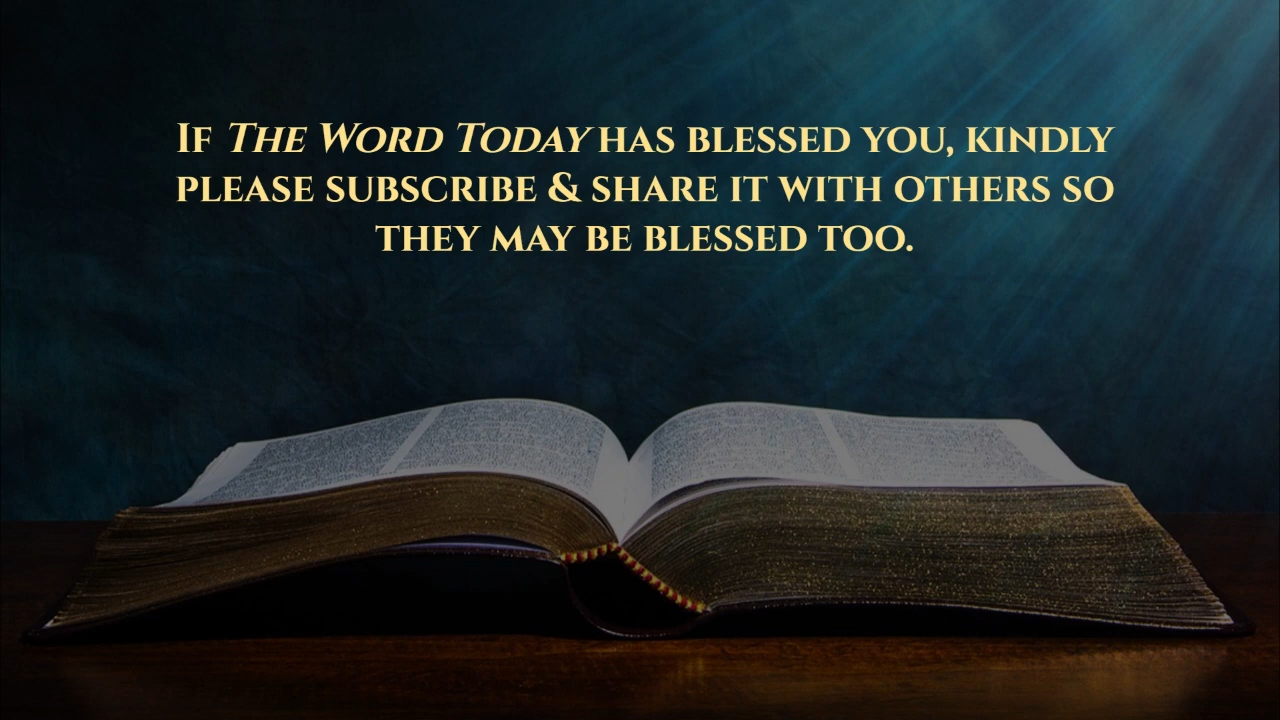 If The Word Today has blessed you, kindly
please subscribe & share it with others so
they may be blessed too.